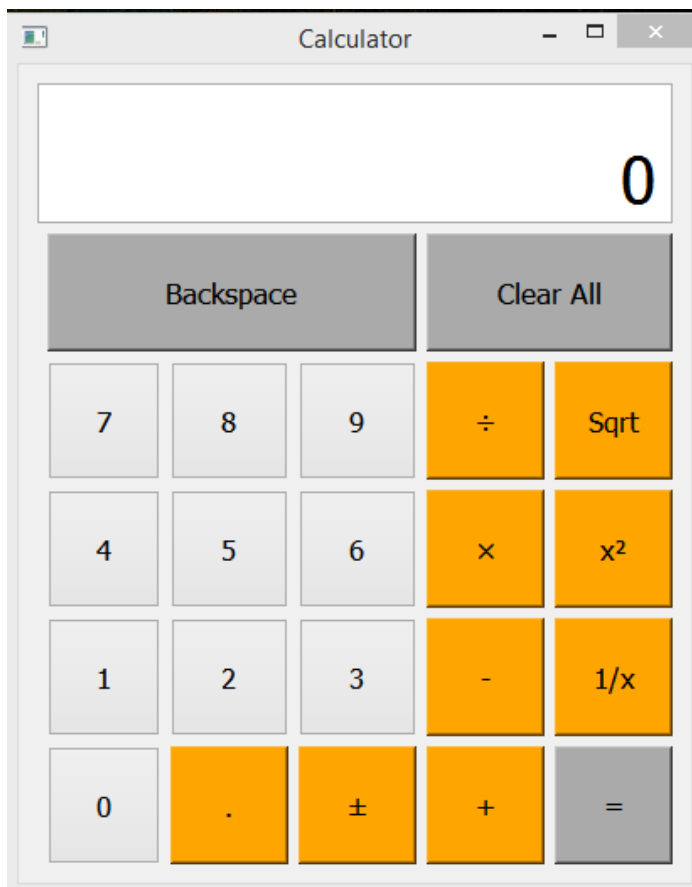 Calculator
0
Backspace Clear All
7 8 9 ÷ Sqrt
4 5 6 × x²
1 2 3 - 1/x
0 . ± + =